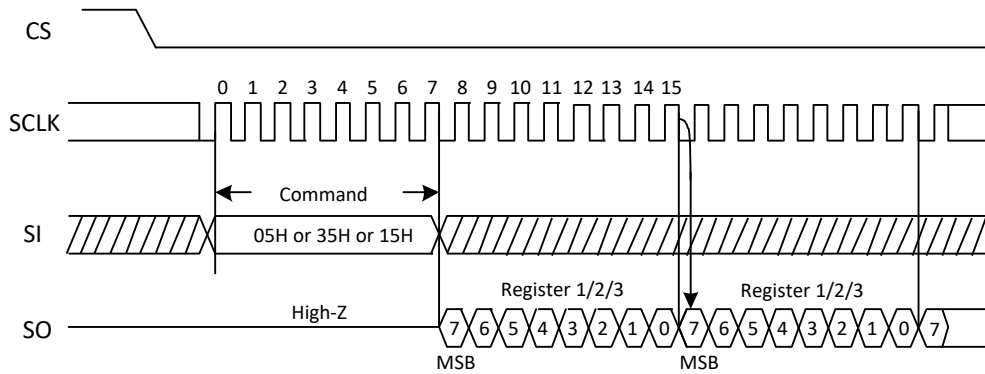 CS
0 1 2 3 4 5 6 7 8 9 10 11 12 13 14 15
SCLK
Command
SI
05H or 35H or 15H
High-Z
Register 1/2/3 Register 1/2/3
SO
7 6 5 4 3 2 1 0 7 6 5 4 3 2 1 0 7
MSB MSB